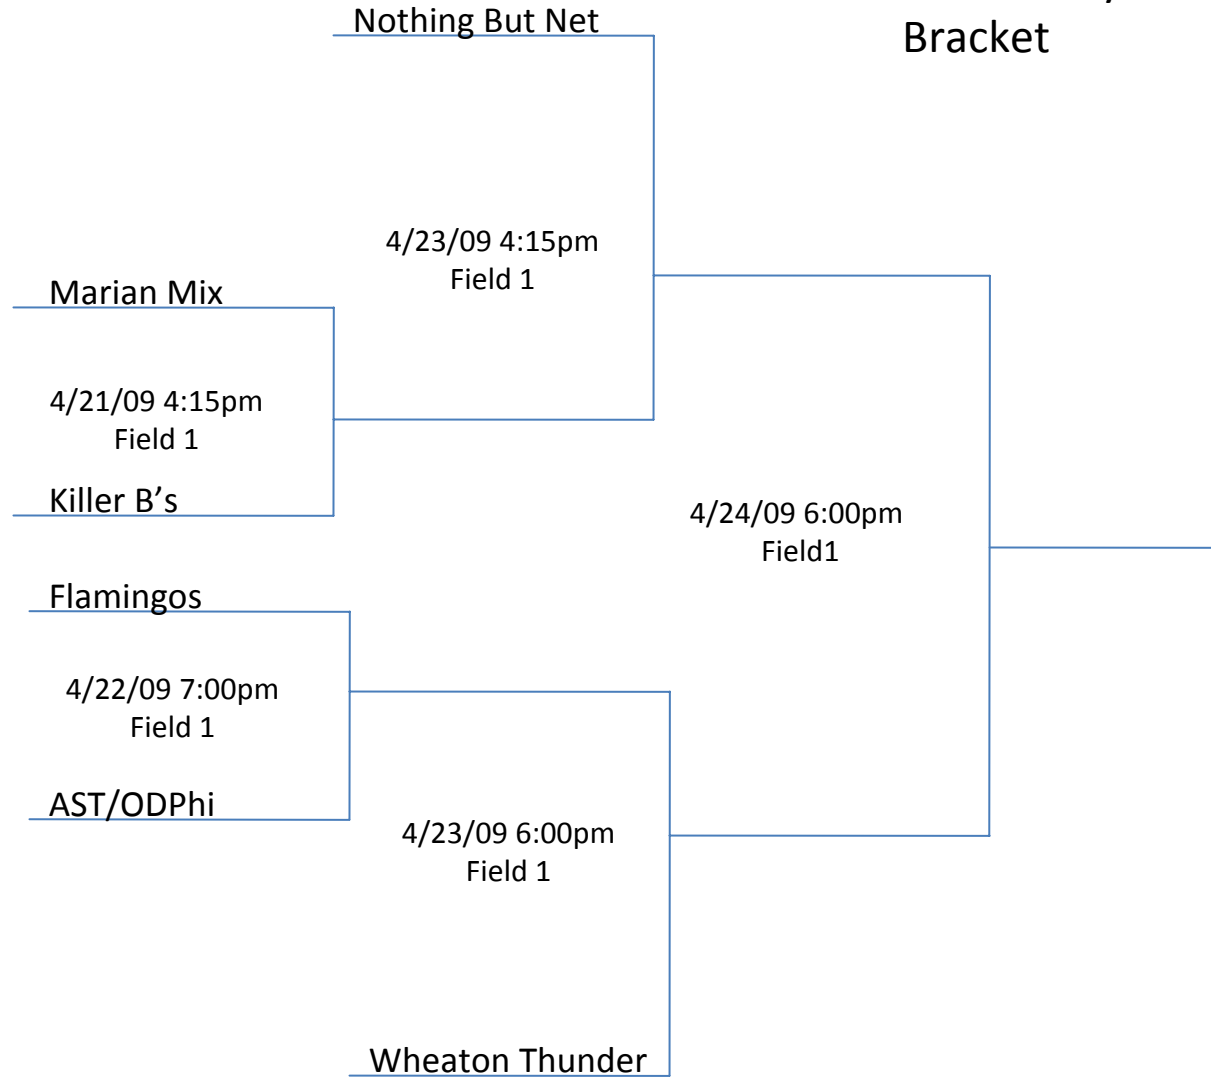 Nothing But Net
Bracket
4/23/09 4:15pm
Field 1
Marian Mix
4/21/09 4:15pm
Field 1
Killer B’s
4/24/09 6:00pm
Field1
Flamingos
4/22/09 7:00pm
Field 1
AST/ODPhi
4/23/09 6:00pm
Field 1
Wheaton Thunder